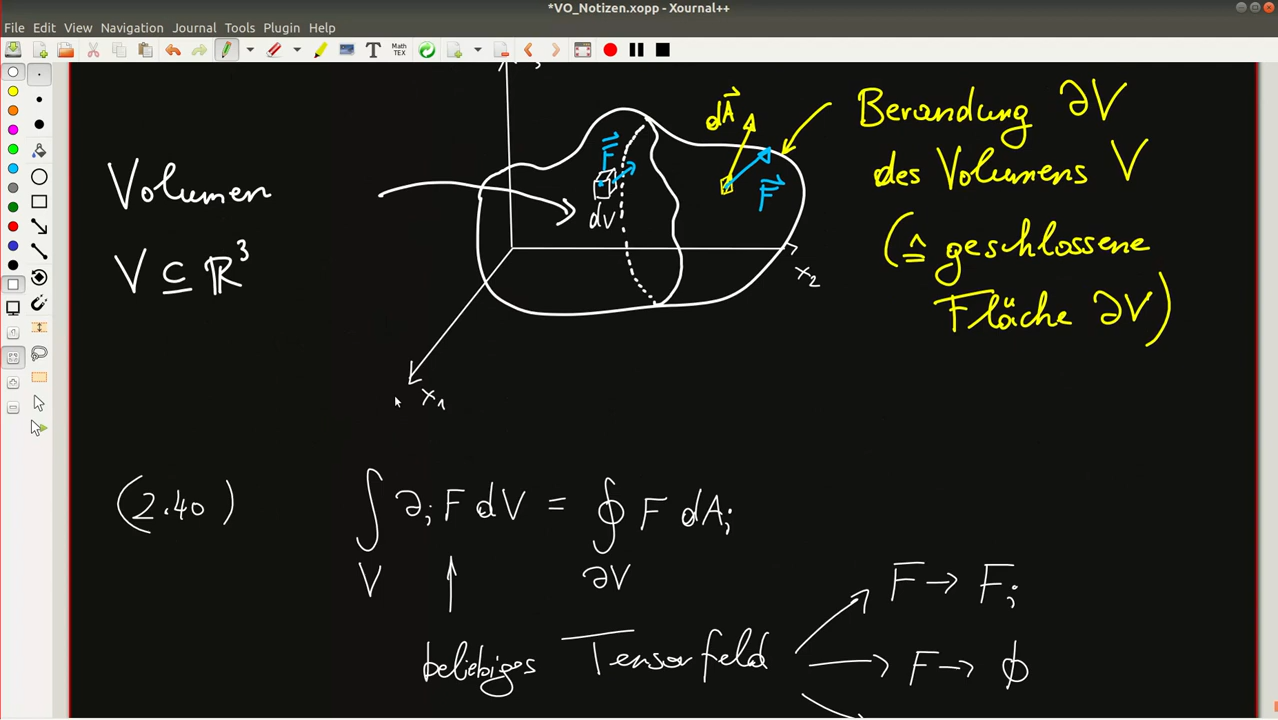 *VO_Notizen.xopp - Xournal++
File Edit View Navigation Journal Tools Plugin Help
Volumen
V ⊆ ℝ³
F⃗
dV
dA⃗
F⃗
x₂
x₁
Berandung ∂V
des Volumens V
(≙ geschlossene
Fläche ∂V)
(2.40) ∫_V ∂ᵢ F dV = ∮_∂V F dAᵢ
F → Fᵢ
beliebiges Tensorfeld
F → ϕ